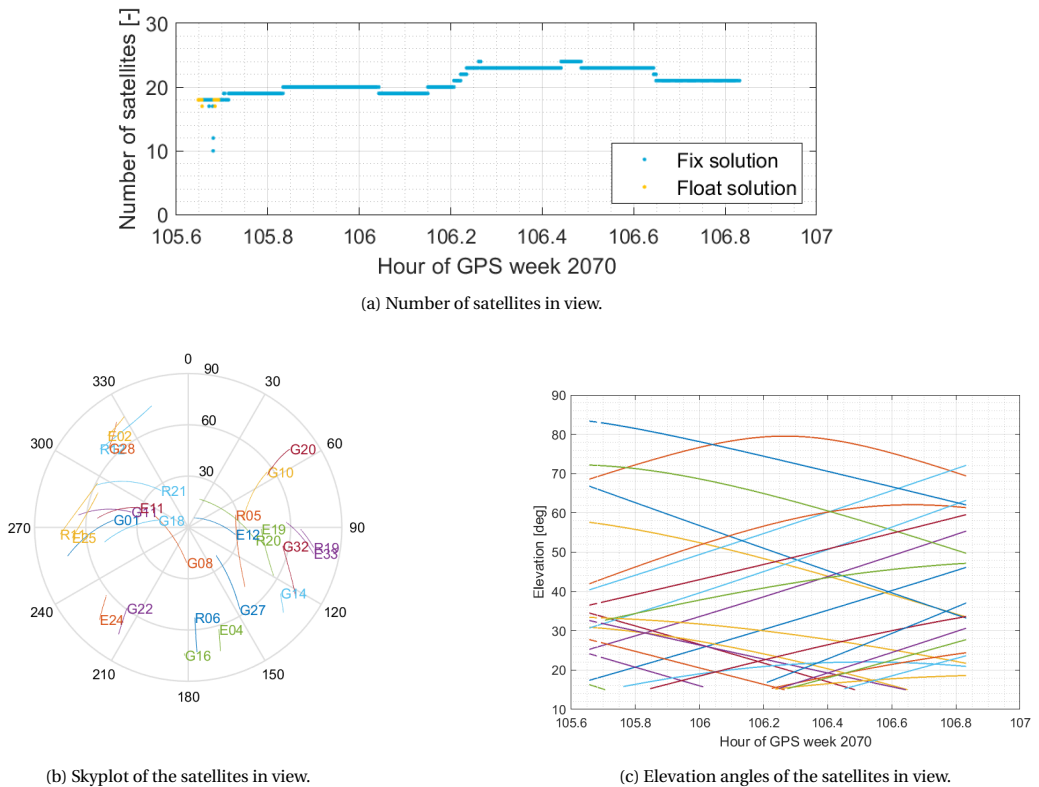 Number of satellites [-]
30
20
10
0
105.6 105.8 106 106.2 106.4 106.6 106.8 107
Hour of GPS week 2070
Fix solution
Float solution
(a) Number of satellites in view.
0
330 90 30
300 60 60
30
270 90
240 120
210 150
180
E02
G28
G20
G10
R21
E11
G11
G01
G18
R05
E19
E12
R20
G32
E33
G08
G14
G22
E24
R06
G27
E04
G16
(b) Skyplot of the satellites in view.
Elevation [deg]
90
80
70
60
50
40
30
20
10
105.6 105.8 106 106.2 106.4 106.6 106.8 107
Hour of GPS week 2070
(c) Elevation angles of the satellites in view.